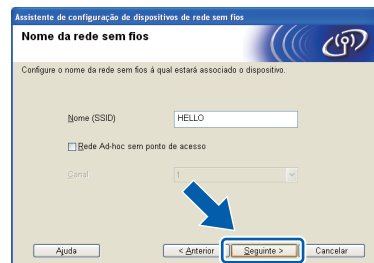 Assistente de configuração de dispositivos de rede sem fios
Nome da rede sem fios
Configure o nome da rede sem fios á qual estará associado o dispositivo.
Nome (SSID) HELLO
Rede Ad-hoc sem ponto de acesso
Canal 1
Ajuda < Anterior Seguinte > Cancelar